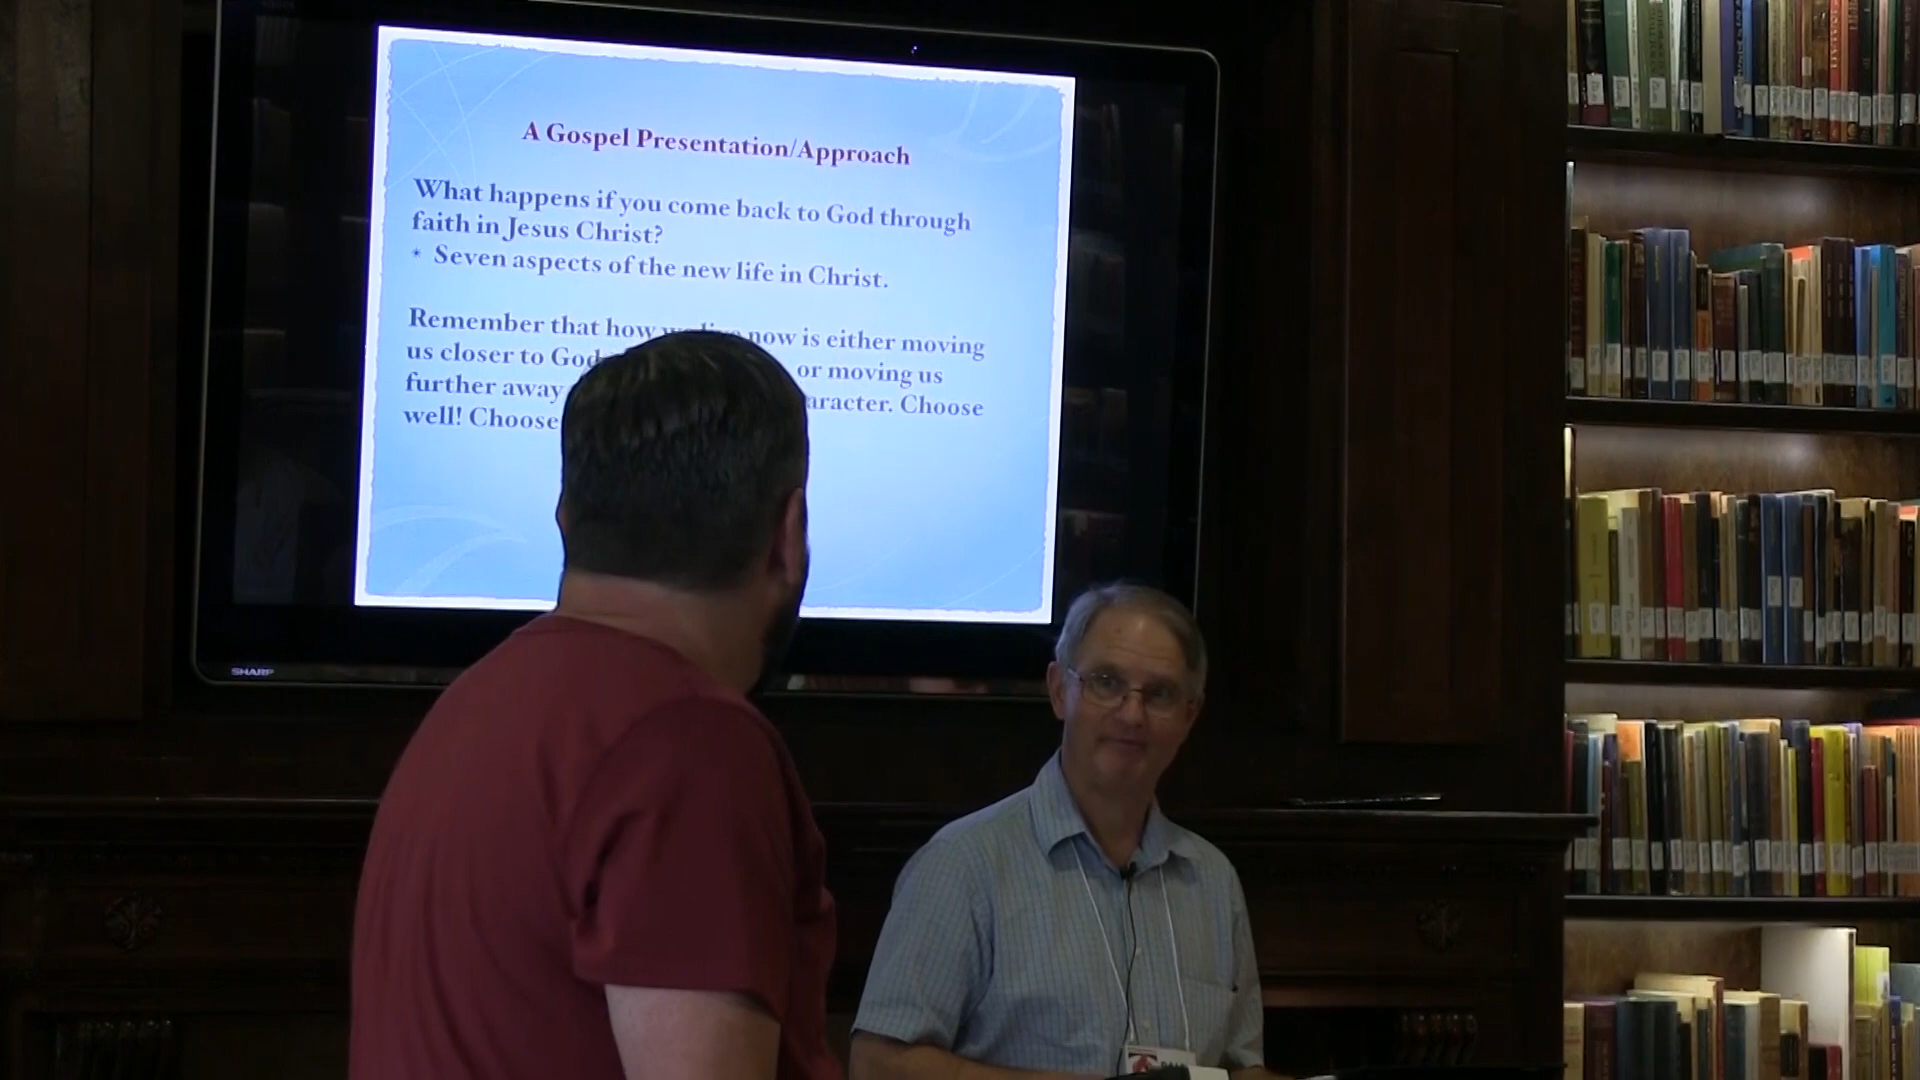 A Gospel Presentation/Approach
What happens if you come back to God through
faith in Jesus Christ?
* Seven aspects of the new life in Christ.
Remember that how we live now is either moving
us closer to God or moving us
further away character. Choose
well! Choose
SHARP